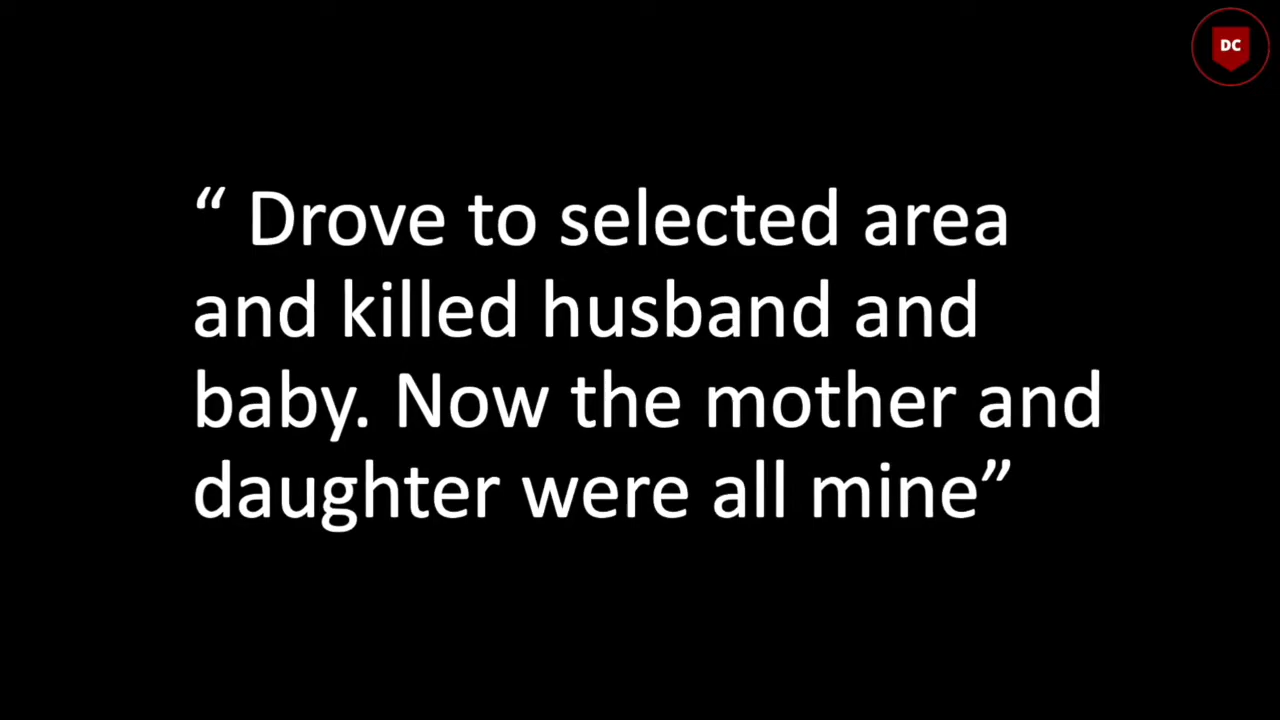 DC
“ Drove to selected area
and killed husband and
baby. Now the mother and
daughter were all mine”